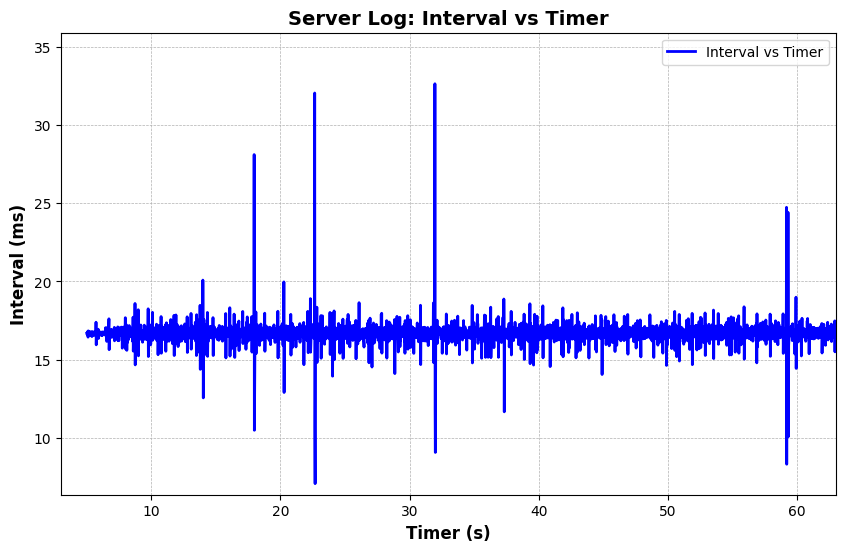 Server Log: Interval vs Timer
Interval vs Timer
35
30
25
20
15
10
Interval (ms)
10 20 30 40 50 60
Timer (s)